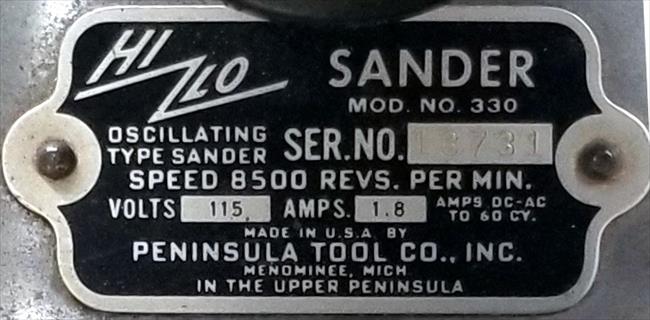 HI LLO SANDER
MOD. NO. 330
OSCILLATING
TYPE SANDER SER.NO. 13731
SPEED 8500 REVS. PER MIN.
VOLTS 115 AMPS. 1.8 AMPS DC-AC
TO 60 CY.
MADE IN U.S.A. BY
PENINSULA TOOL CO., INC.
MENOMINEE, MICH
IN THE UPPER PENINSULA